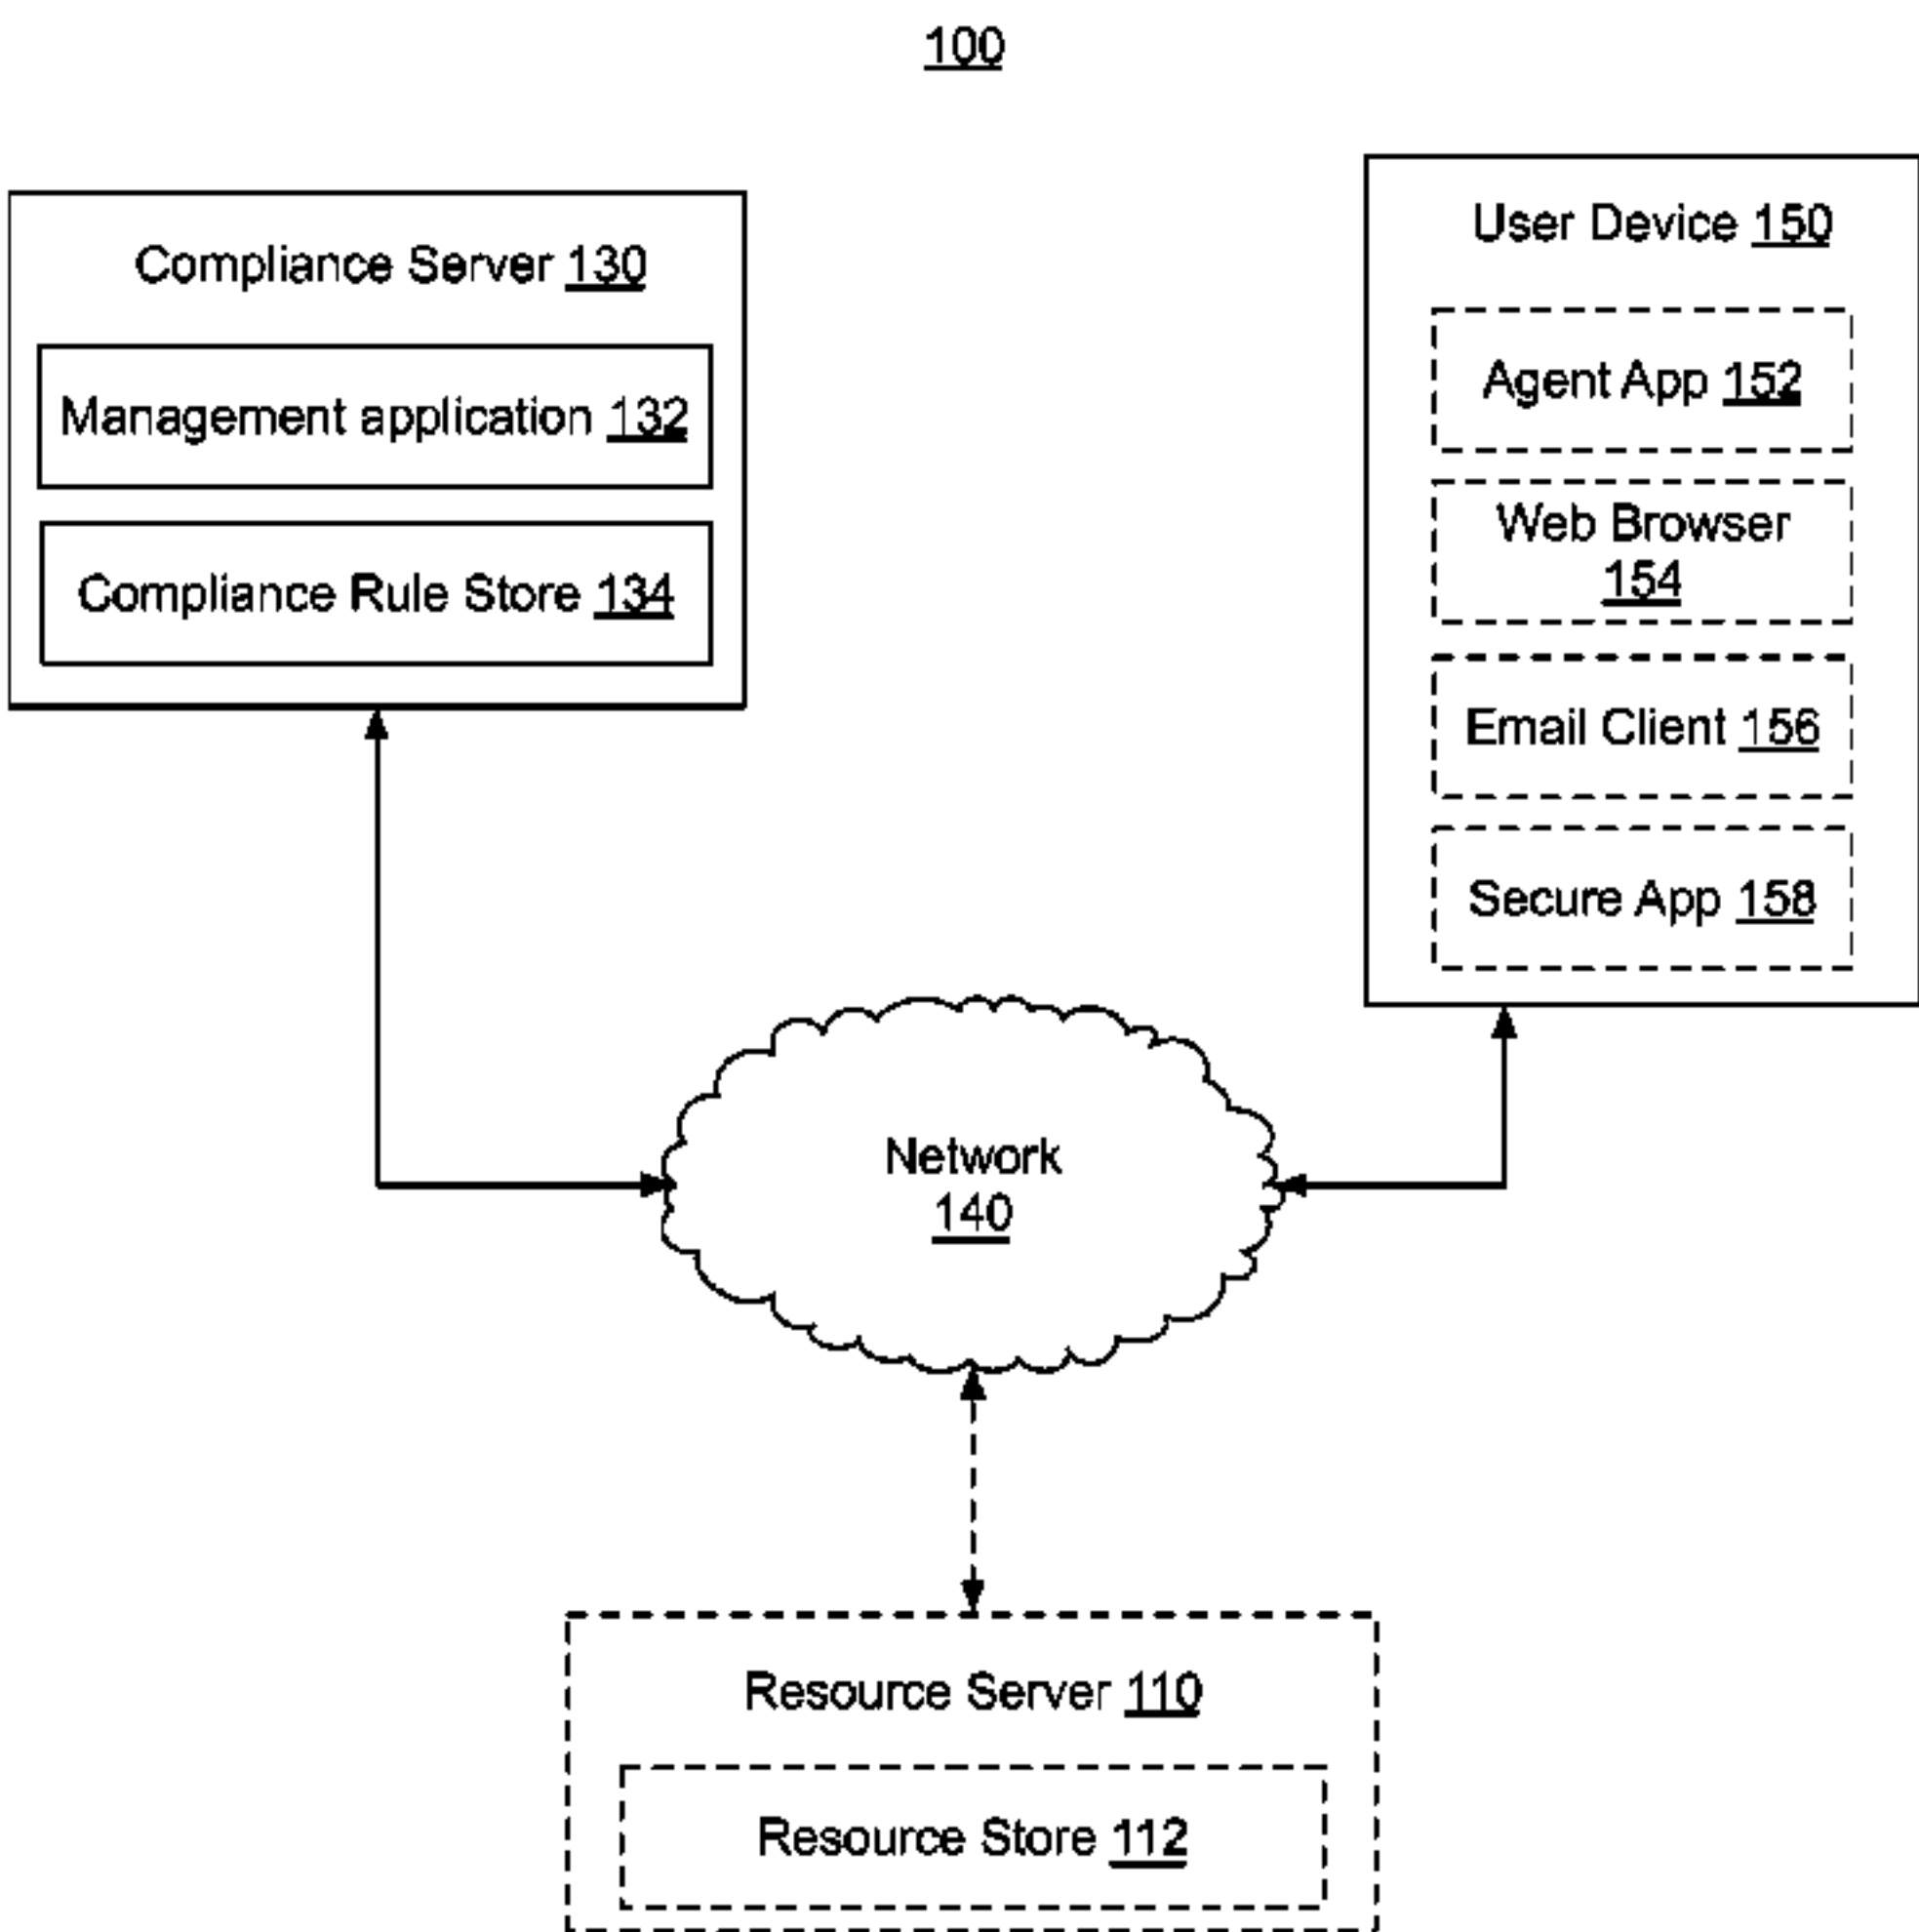 100
Compliance Server 130
Management application 132
Compliance Rule Store 134
User Device 150
Agent App 152
Web Browser
154
Email Client 156
Secure App 158
Network
140
Resource Server 110
Resource Store 112